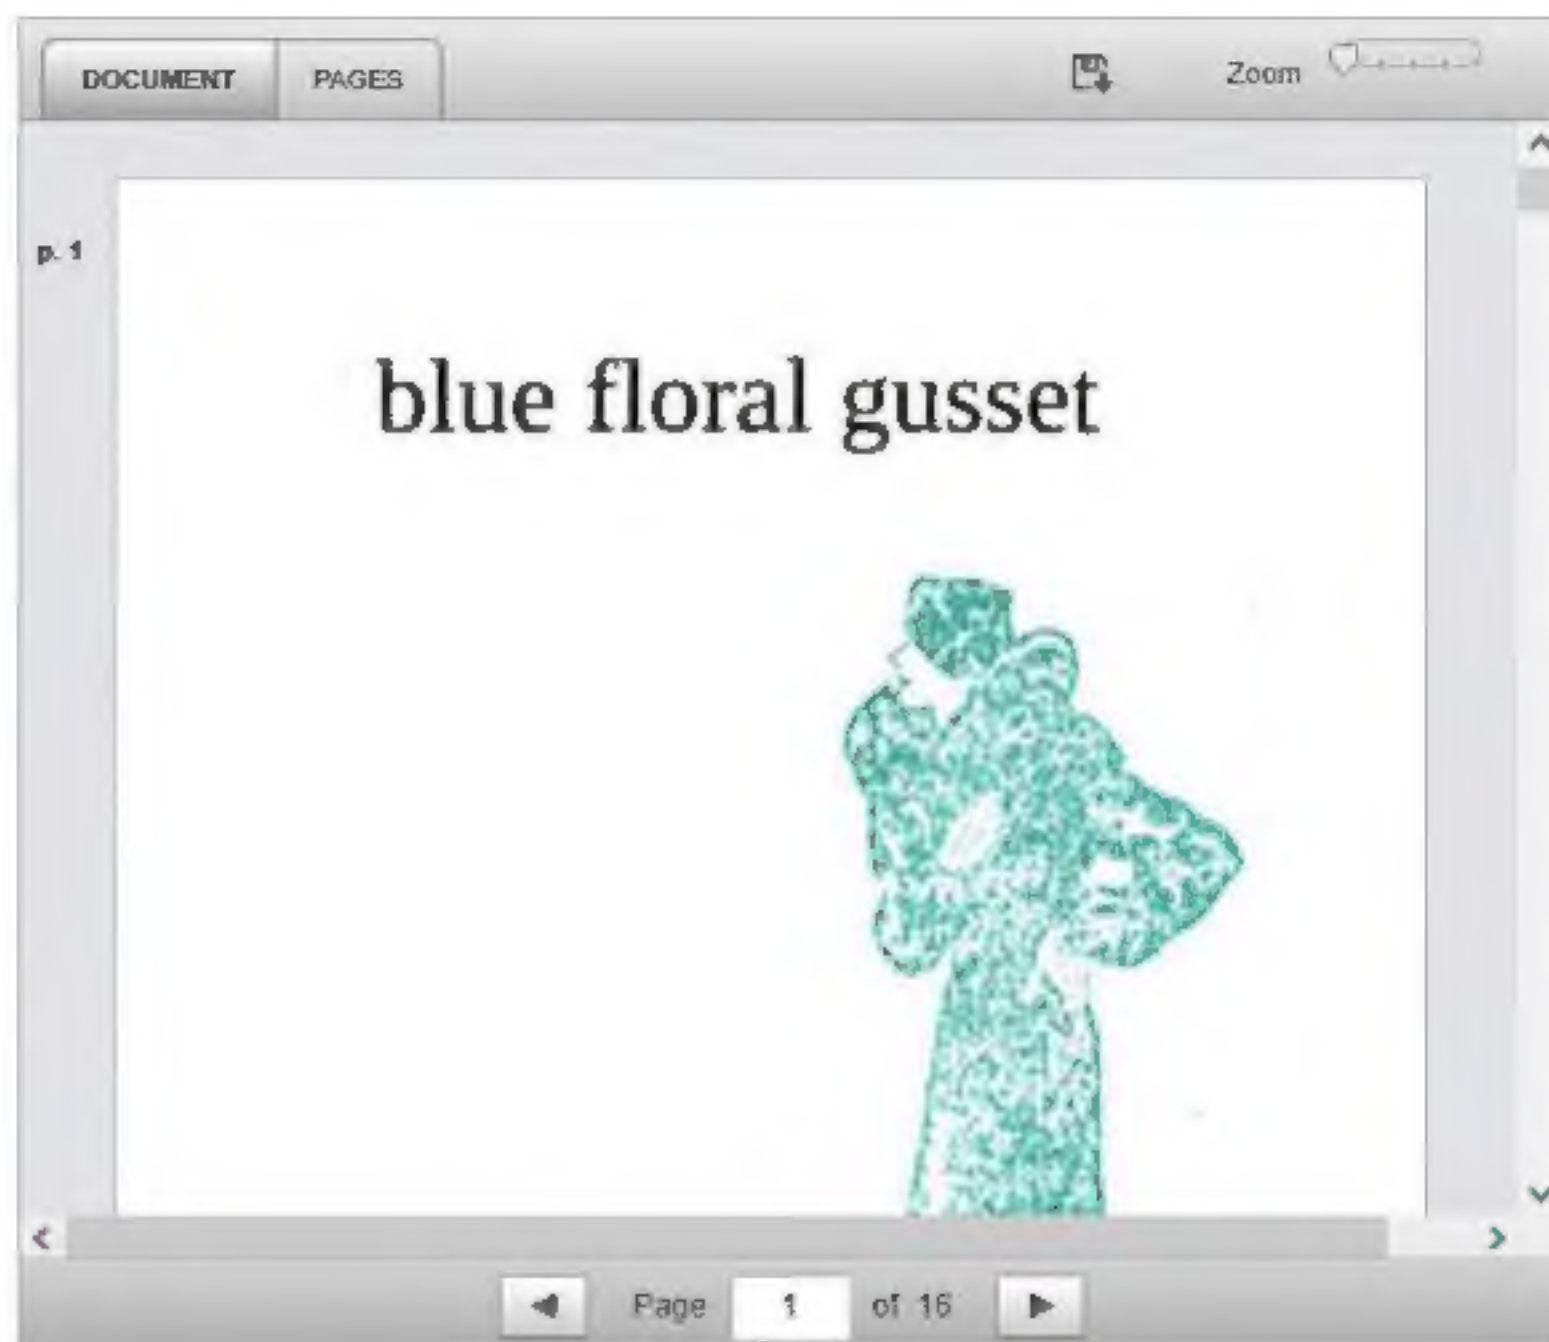 DOCUMENT PAGES Zoom
p. 1
blue floral gusset
Page 1 of 16